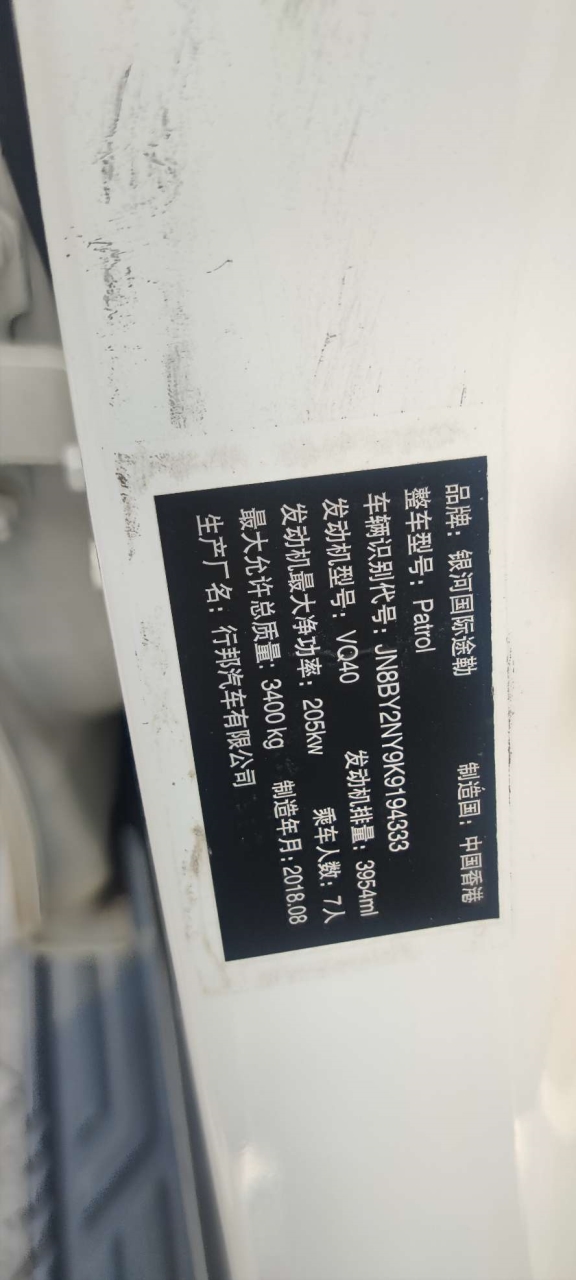 品牌：银河国际途勒 制造国：中国香港
整车型号：Patrol
车辆识别代号：JN8BY2NY9K9194333
发动机型号：VQ40 发动机排量：3954ml
发动机最大净功率：205kw 乘车人数：7人
最大允许总质量：3400kg 制造年月：2018.08
生产厂名：行邦汽车有限公司